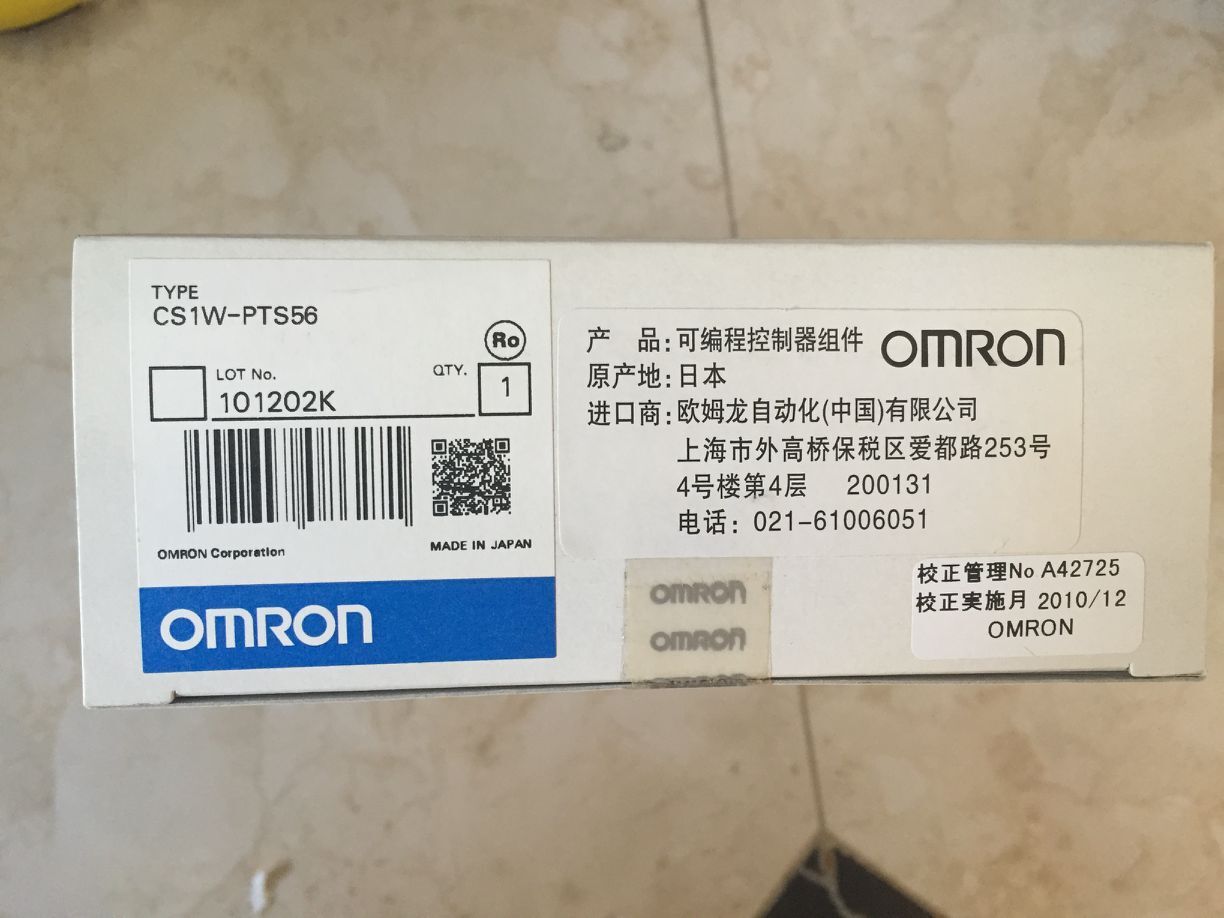 TYPE
CS1W-PTS56
Ro
LOT No.
101202K
QTY.
1
OMRON Corporation
MADE IN JAPAN
OMRON
产 品:可编程控制器组件
OMRON
原产地:日本
进口商:欧姆龙自动化(中国)有限公司
上海市外高桥保税区爱都路253号
4号楼第4层 200131
电话: 021-61006051
OMRON
OMRON
OMRON
校正管理No A42725
校正実施月 2010/12
OMRON